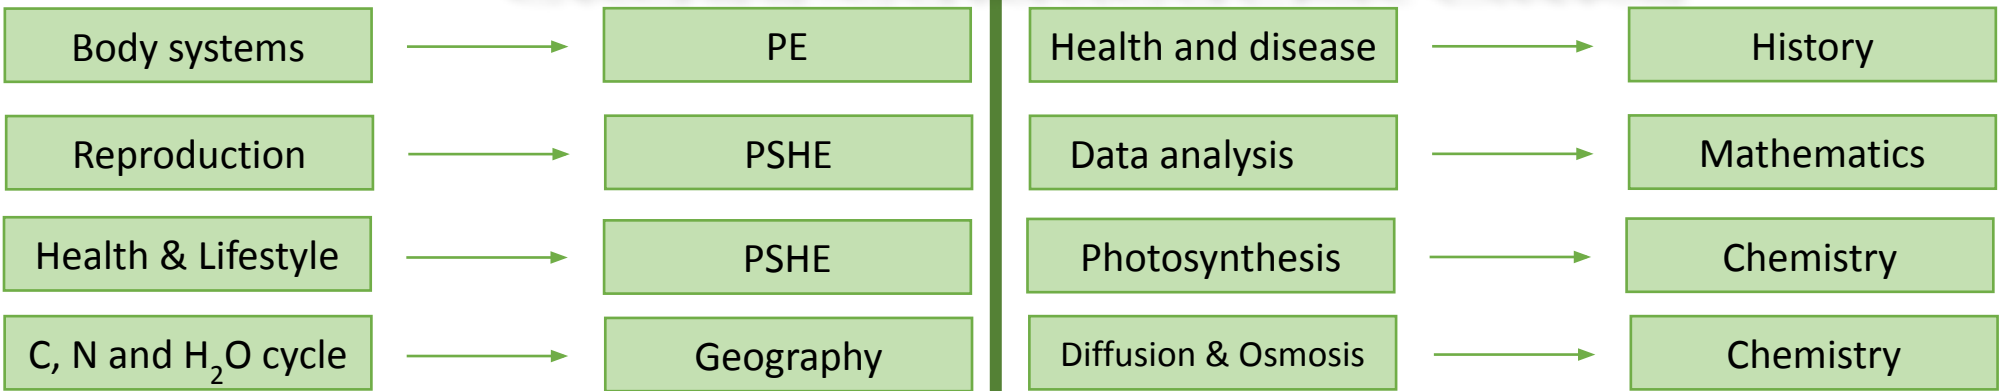 Body systems
PE
Reproduction
PSHE
Health & Lifestyle
PSHE
C, N and H₂O cycle
Geography
Health and disease
History
Data analysis
Mathematics
Photosynthesis
Chemistry
Diffusion & Osmosis
Chemistry